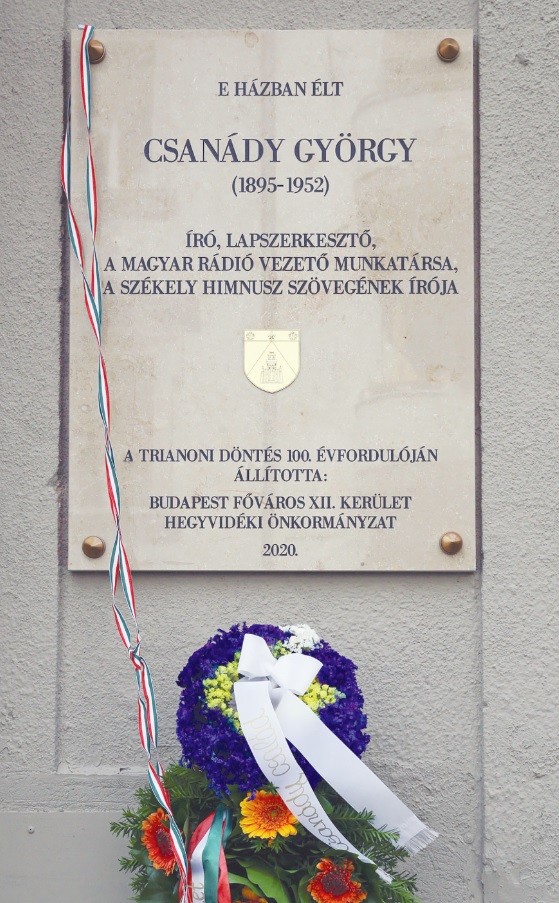 E HÁZBAN ÉLT
CSANÁDY GYÖRGY
(1895-1952)
ÍRÓ, LAPSZERKESZTŐ,
A MAGYAR RÁDIÓ VEZETŐ MUNKATÁRSA,
A SZÉKELY HIMNUSZ SZÖVEGÉNEK ÍRÓJA
A TRIANONI DÖNTÉS 100. ÉVFORDULÓJÁN
ÁLLÍTOTTA:
BUDAPEST FŐVÁROS XII. KERÜLET
HEGYVIDÉKI ÖNKORMÁNYZAT
2020.